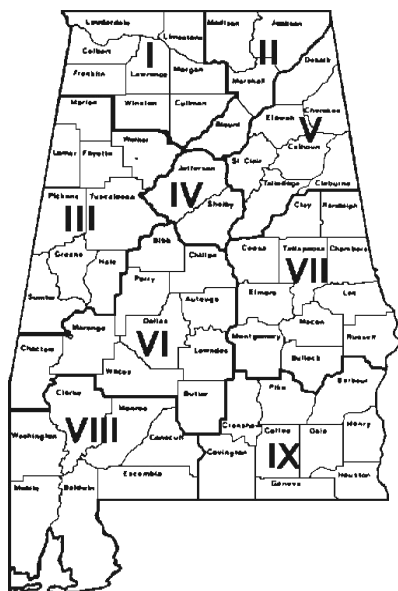 Lauderdale
Limestone
Madison
Jackson
Colbert
I
II
Franklin
Lawrence
Morgan
Marshall
DeKalb
Marion
Winston
Cullman
Blount
Etowah
Cherokee
V
Calhoun
Lamar
Fayette
Walker
Jefferson
St Clair
Talladega
Cleburne
IV
Shelby
Clay
Randolph
Pickens
Tuscaloosa
III
Bibb
Chilton
Coosa
Tallapoosa
Chambers
VII
Greene
Hale
Perry
Autauga
Elmore
Lee
Sumter
Marengo
Dallas
VI
Lowndes
Montgomery
Macon
Russell
Bullock
Choctaw
Wilcox
Butler
Pike
Barbour
Clarke
Monroe
VIII
Conecuh
Crenshaw
Coffee
Dale
Henry
Washington
Covington
IX
Escambia
Geneva
Houston
Mobile
Baldwin